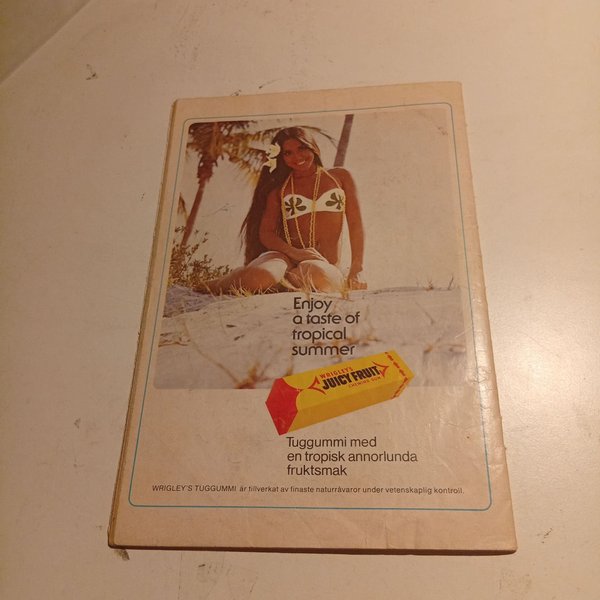 Enjoy
a taste of
tropical
summer
WRIGLEY'S
JUICY FRUIT
CHEWING GUM
Tuggummi med
en tropisk annorlunda
fruktsmak
WRIGLEY'S TUGGUMMI är tillverkat av finaste naturråvaror under vetenskaplig kontroll.